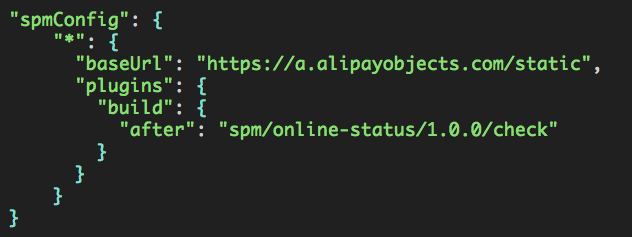 "spmConfig": {
    "*": {
      "baseUrl": "https://a.alipayobjects.com/static",
      "plugins": {
        "build": {
          "after": "spm/online-status/1.0.0/check"
        }
      }
    }
}